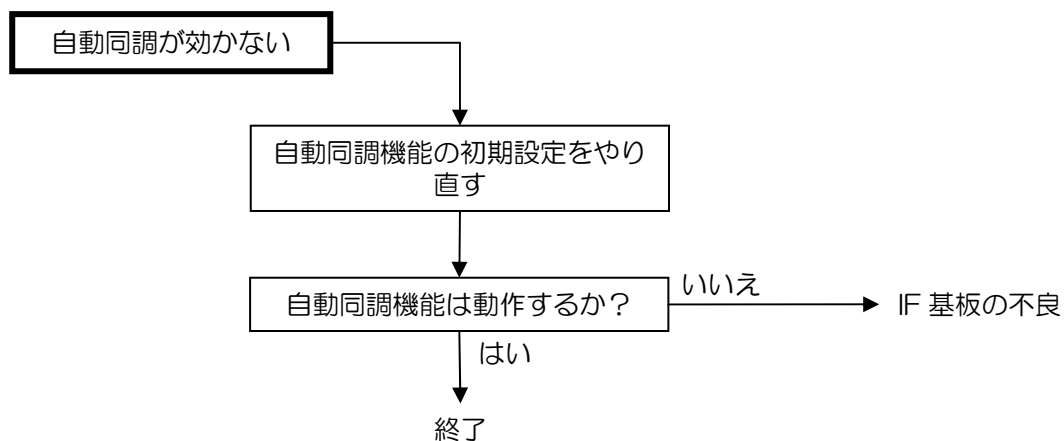 自動同調が効かない
自動同調機能の初期設定をやり
直す
自動同調機能は動作するか？
いいえ
IF 基板の不良
はい
終了